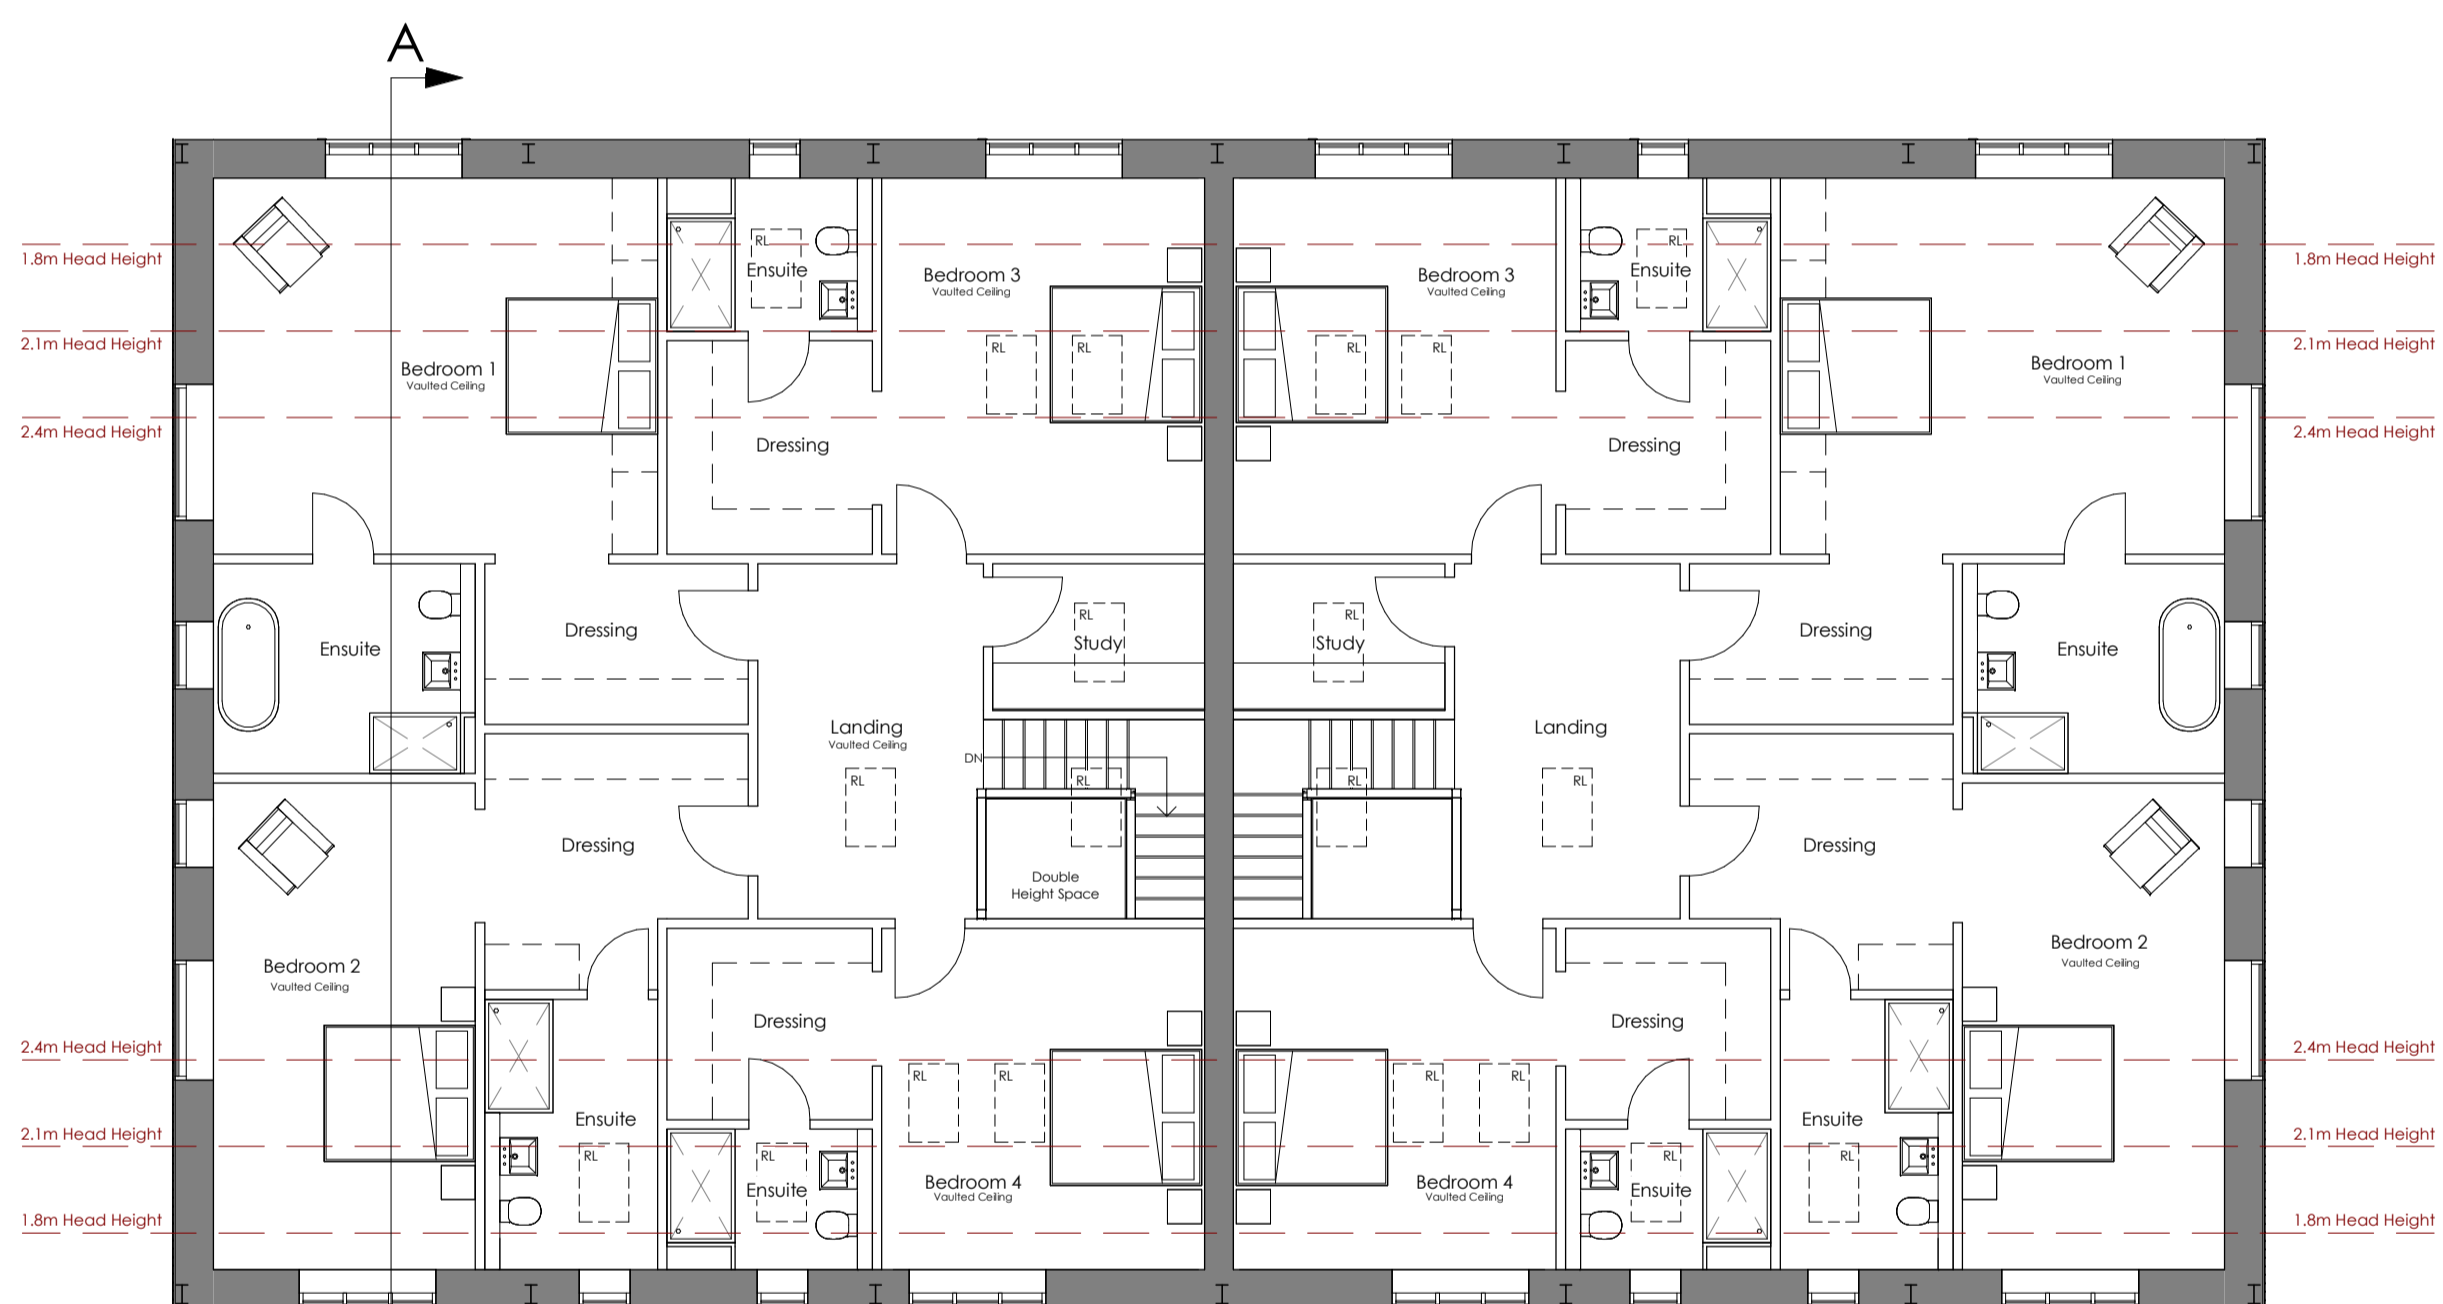 A
RL
RL
1.8m Head Height
1.8m Head Height
Ensuite
Ensuite
Bedroom 3
Vaulted Ceiling
Bedroom 3
Vaulted Ceiling
2.1m Head Height
2.1m Head Height
RL
RL
RL
RL
Bedroom 1
Vaulted Ceiling
Bedroom 1
Vaulted Ceiling
2.4m Head Height
2.4m Head Height
Dressing
Dressing
RL
RL
Dressing
Study
Study
Dressing
Ensuite
Ensuite
Landing
Vaulted Ceiling
Landing
DN
RL
RL
RL
RL
Dressing
Dressing
Double
Height Space
Bedroom 2
Vaulted Ceiling
Bedroom 2
Vaulted Ceiling
Dressing
Dressing
2.4m Head Height
2.4m Head Height
RL
RL
RL
RL
Ensuite
Ensuite
2.1m Head Height
2.1m Head Height
RL
RL
RL
RL
Ensuite
Bedroom 4
Vaulted Ceiling
Bedroom 4
Vaulted Ceiling
Ensuite
1.8m Head Height
1.8m Head Height